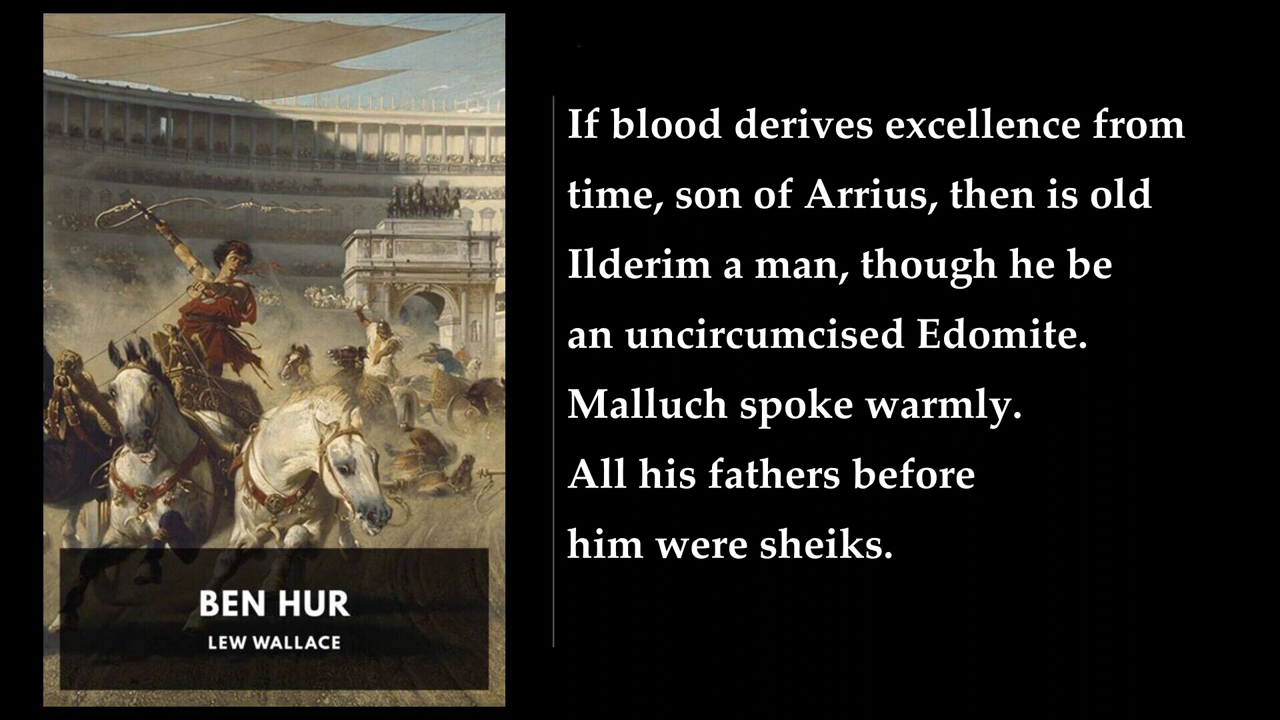 BEN HUR
LEW WALLACE
If blood derives excellence from
time, son of Arrius, then is old
Ilderim a man, though he be
an uncircumcised Edomite.
Malluch spoke warmly.
All his fathers before
him were sheiks.